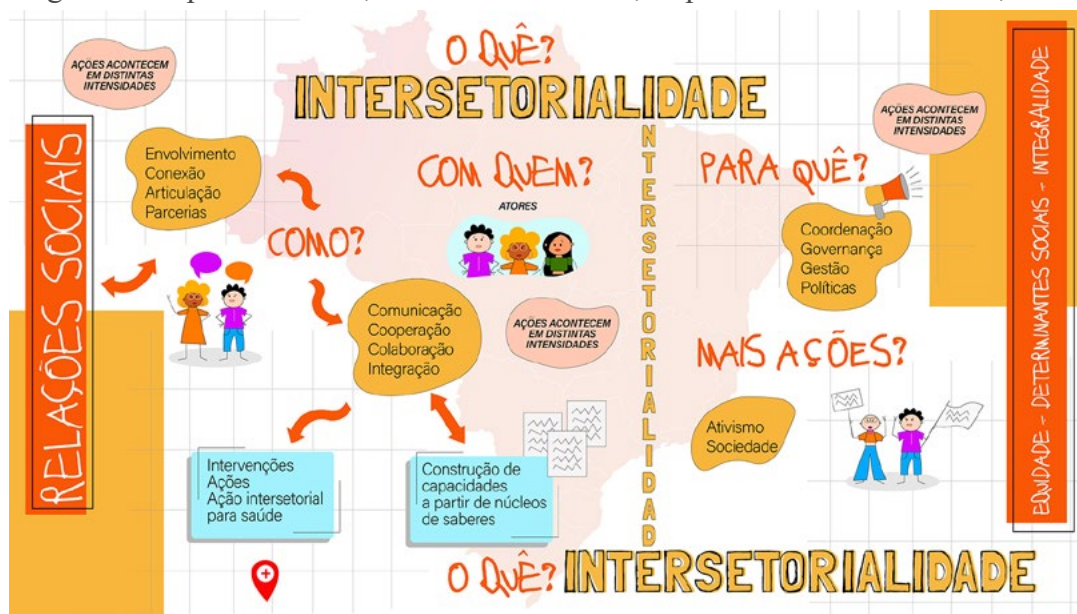 O QUÊ?
INTERSETORIALIDADE
AÇÕES ACONTECEM
EM DISTINTAS
INTENSIDADES
AÇÕES ACONTECEM
EM DISTINTAS
INTENSIDADES
RELAÇÕES SOCIAIS
Envolvimento
Conexão
Articulação
Parcerias
COMO?
COM QUEM?
ATORES
Comunicação
Cooperação
Colaboração
Integração
AÇÕES ACONTECEM
EM DISTINTAS
INTENSIDADES
Intervenções
Ações
Ação intersetorial
para saúde
Construção de
capacidades
a partir de núcleos
de saberes
INTERSETORIALIDAD
PARA QUÊ?
Coordenação
Governança
Gestão
Políticas
MAIS AÇÕES?
Ativismo
Sociedade
EQUIDADE - DETERMINANTES SOCIAIS - INTEGRALIDADE
O QUÊ? INTERSETORIALIDADE